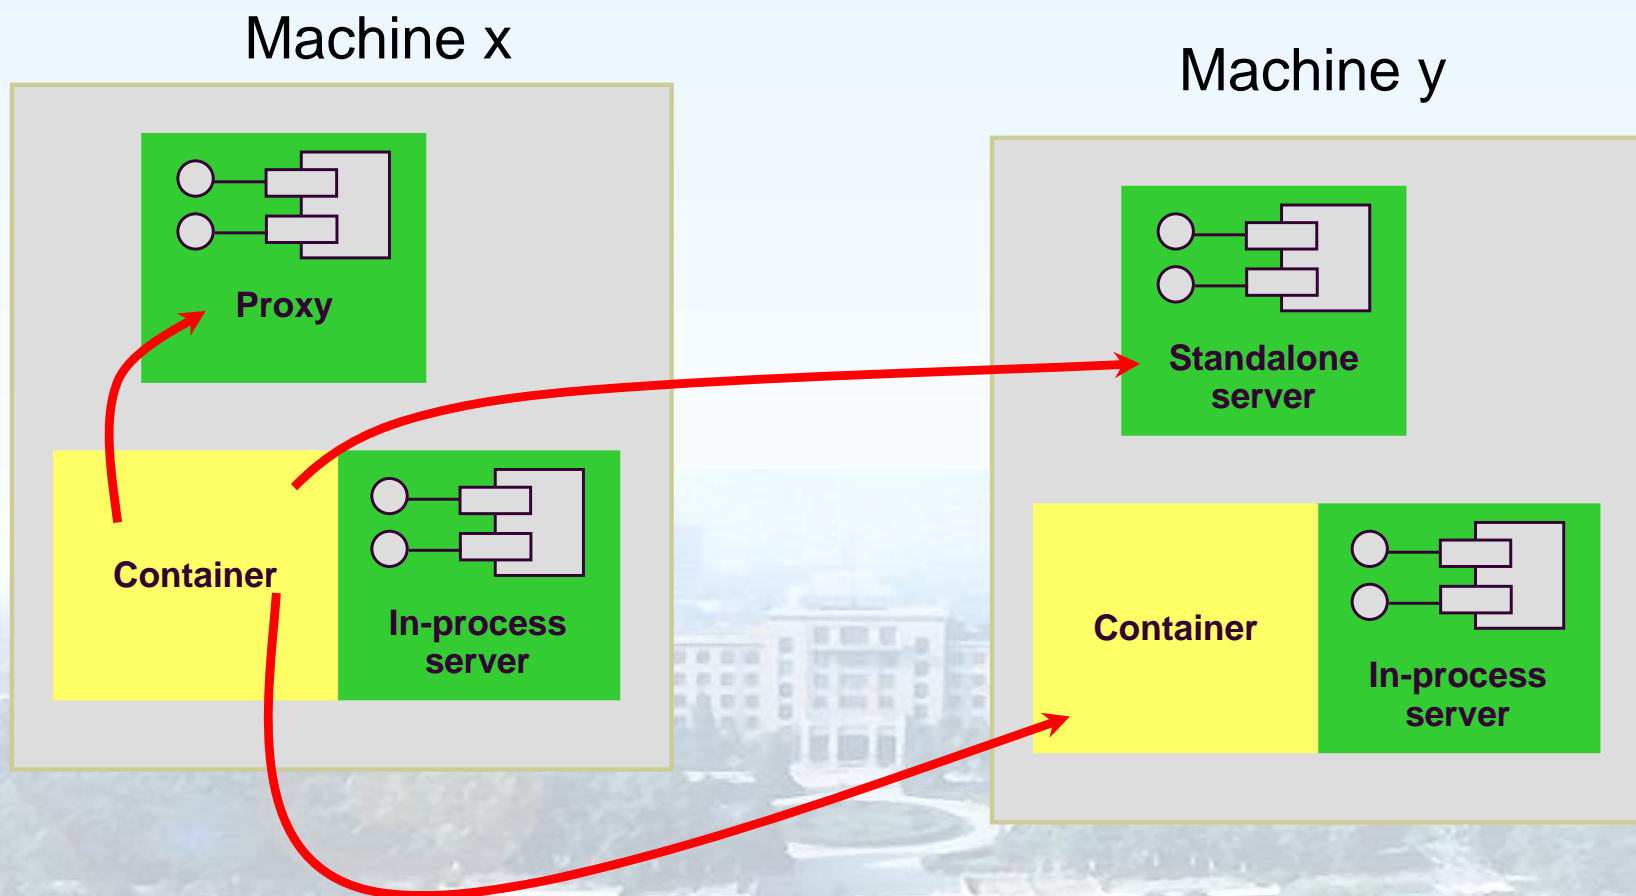 Machine x
Machine y
Proxy
Standalone
server
Container
In-process
server
Container
In-process
server